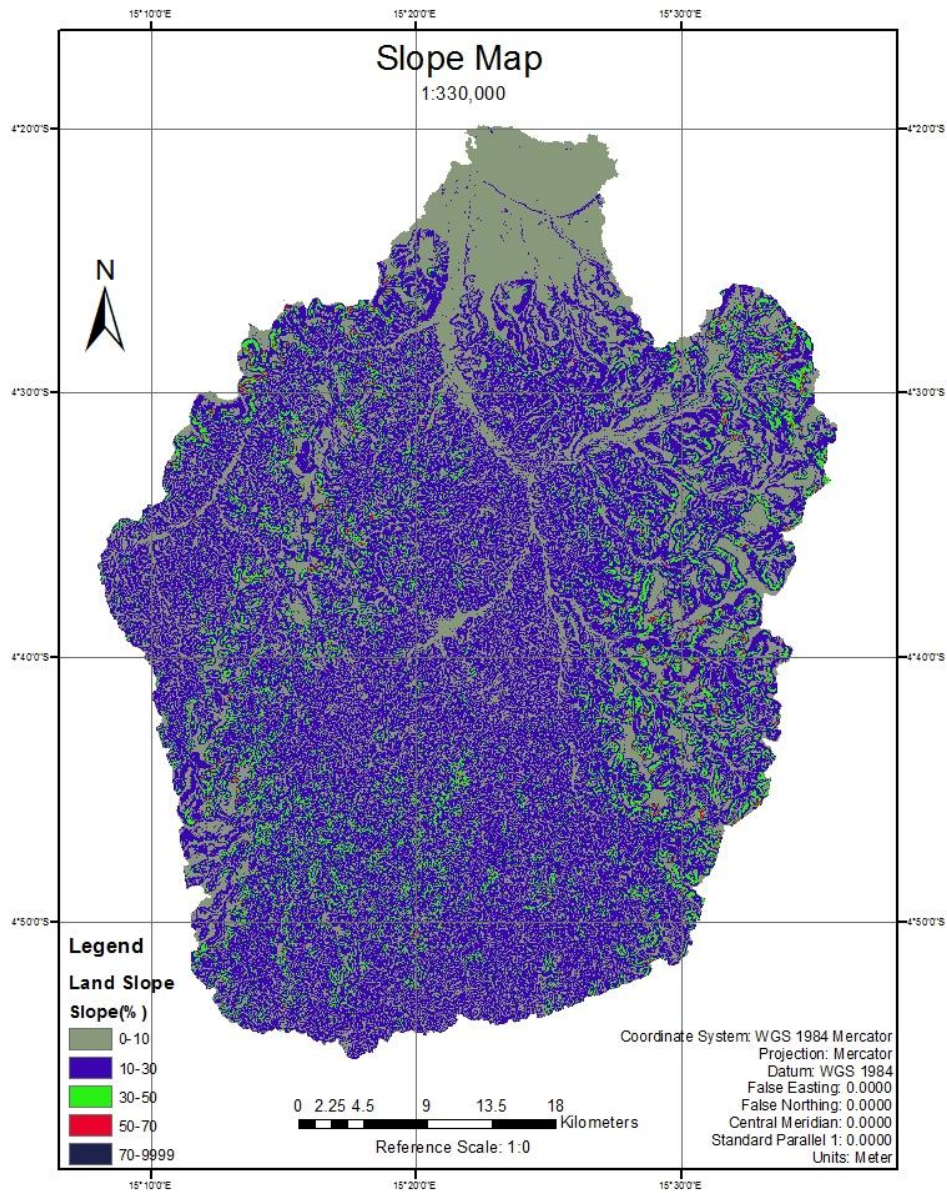 15°10'0"E 15°20'0"E 15°30'0"E
Slope Map
1:330,000
4°20'0"S 4°20'0"S
N
4°30'0"S 4°30'0"S
4°40'0"S 4°40'0"S
4°50'0"S 4°50'0"S
Legend
Land Slope
Slope(% )
0-10
10-30
30-50
50-70
70-9999
0 2.25 4.5 9 13.5 18
Kilometers
Reference Scale: 1:0
Coordinate System: WGS 1984 Mercator
Projection: Mercator
Datum: WGS 1984
False Easting: 0.0000
False Northing: 0.0000
Central Meridian: 0.0000
Standard Parallel 1: 0.0000
Units: Meter
15°10'0"E 15°20'0"E 15°30'0"E